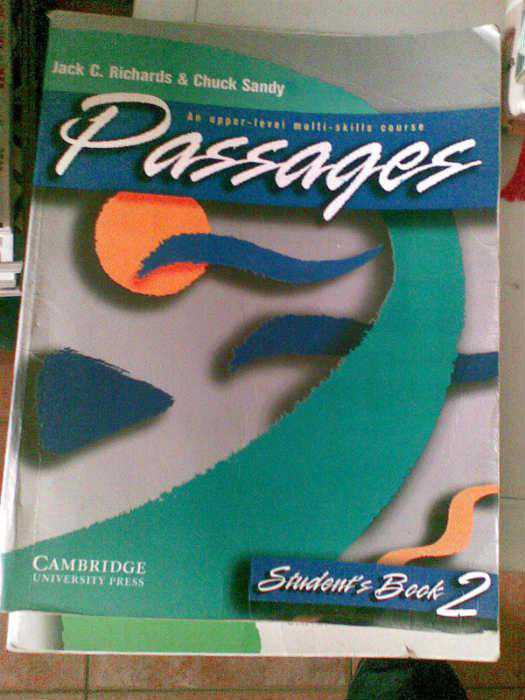 Jack C. Richards & Chuck Sandy
An upper-level multi-skills course
Passages
CAMBRIDGE
UNIVERSITY PRESS
Student's Book 2